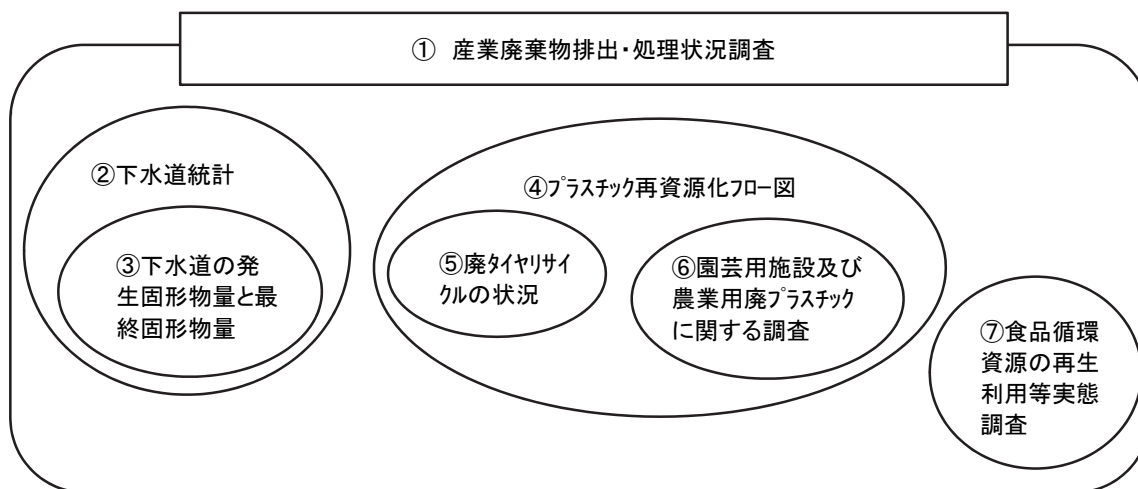 ① 産業廃棄物排出・処理状況調査
②下水道統計
③下水道の発
生固形物量と最
終固形物量
④プラスチック再資源化フロー図
⑤廃タイヤリサイ
クルの状況
⑥園芸用施設及び
農業用廃プラスチック
に関する調査
⑦食品循環
資源の再生
利用等実態
調査